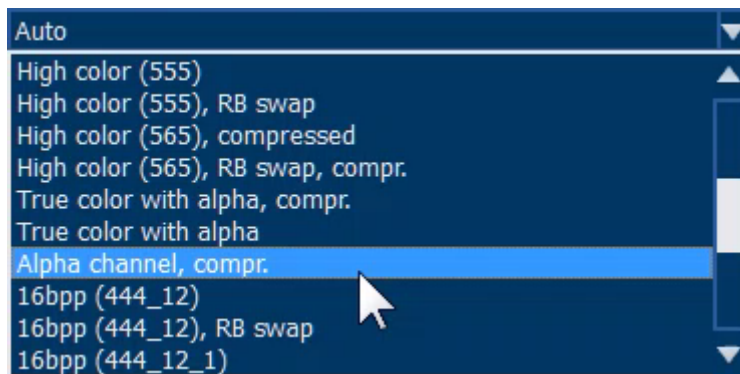 Auto
High color (555)
High color (555), RB swap
High color (565), compressed
High color (565), RB swap, compr.
True color with alpha, compr.
True color with alpha
Alpha channel, compr.
16bpp (444_12)
16bpp (444_12), RB swap
16bpp (444_12_1)